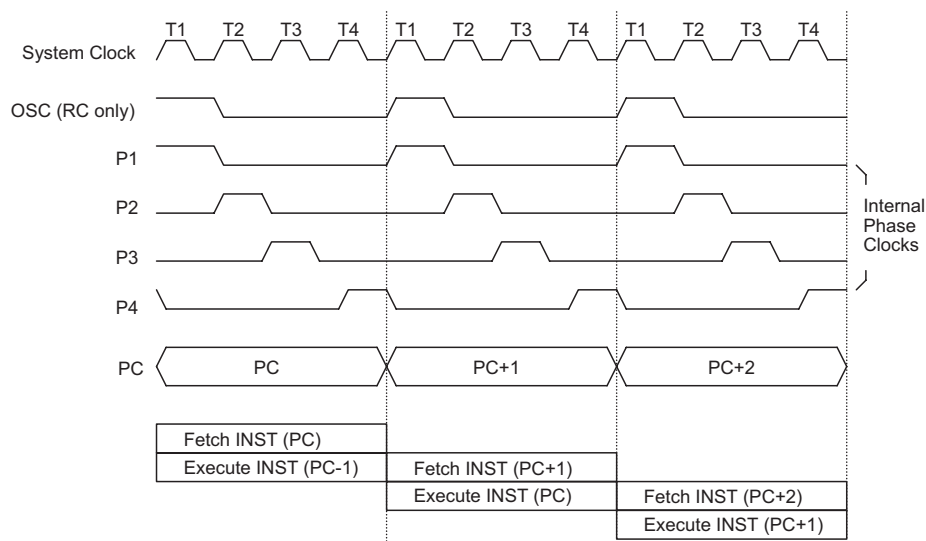 T1 T2 T3 T4 T1 T2 T3 T4 T1 T2 T3 T4
System Clock
OSC (RC only)
P1
P2
P3
P4
Internal
Phase
Clocks
PC PC PC+1 PC+2
Fetch INST (PC)
Execute INST (PC-1) Fetch INST (PC+1)
Execute INST (PC) Fetch INST (PC+2)
Execute INST (PC+1)